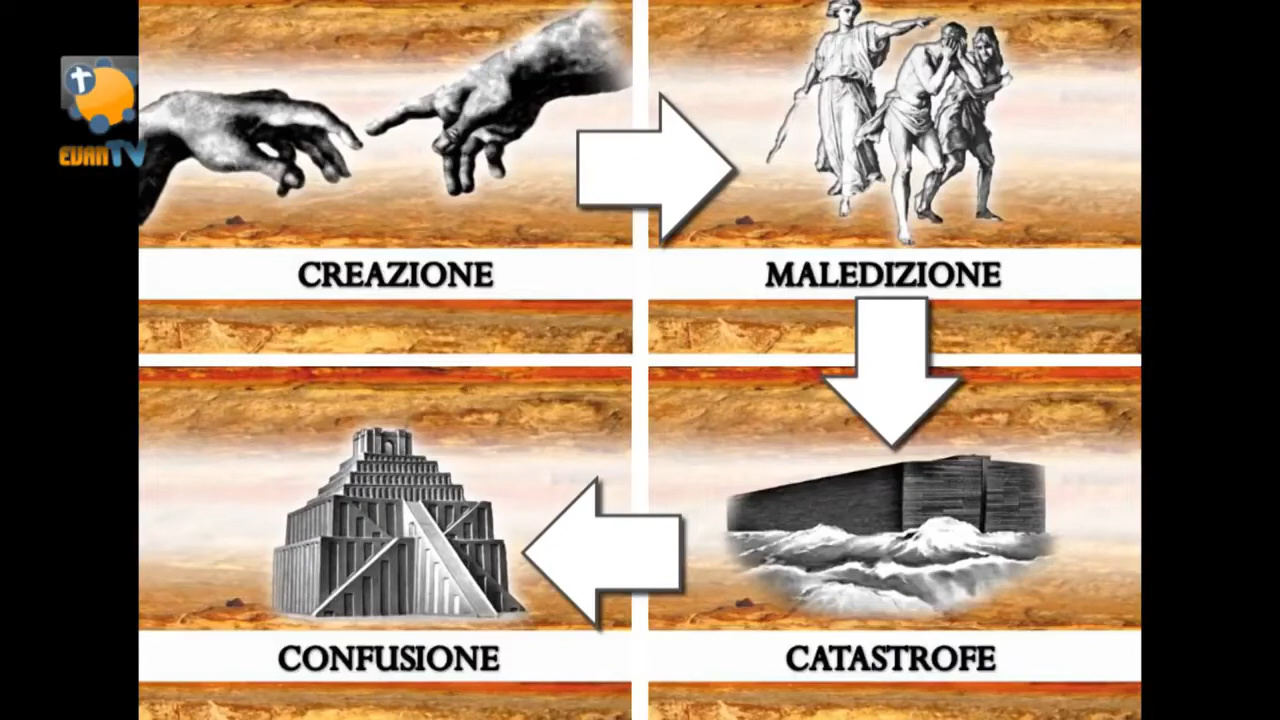 EVANTV
CREAZIONE
MALEDIZIONE
CONFUSIONE
CATASTROFE